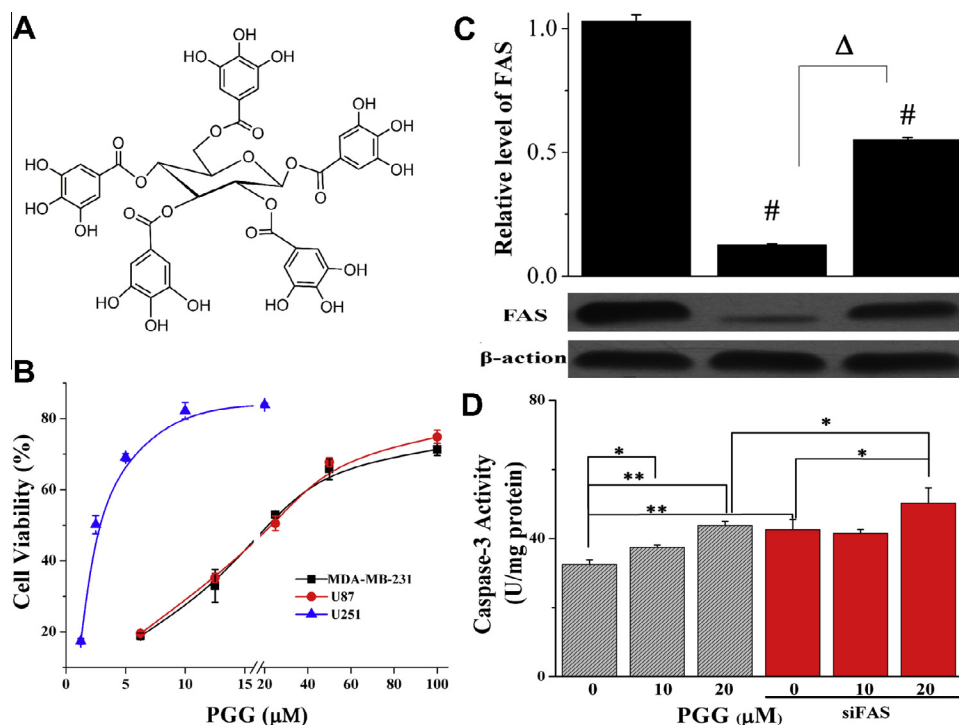 A
OH
HO
OH
OH
HO
OH
O
O
O
OH
O
O
OH
HO
O
O
O
HO
O
O
HO
O
O
O
OH
HO
OH
HO
OH
OH
B
Cell Viability (%)
80
60
40
20
MDA-MB-231
U87
U251
0 5 10 15 20 40 60 80 100
PGG (μM)
C
Relative level of FAS
1.0
0.5
0.0
Δ
#
#
FAS
β-action
D
Caspase-3 Activity
(U/mg protein)
80
40
0
*
**
**
*
*
0 10 20 0 10 20
PGG (μM) siFAS